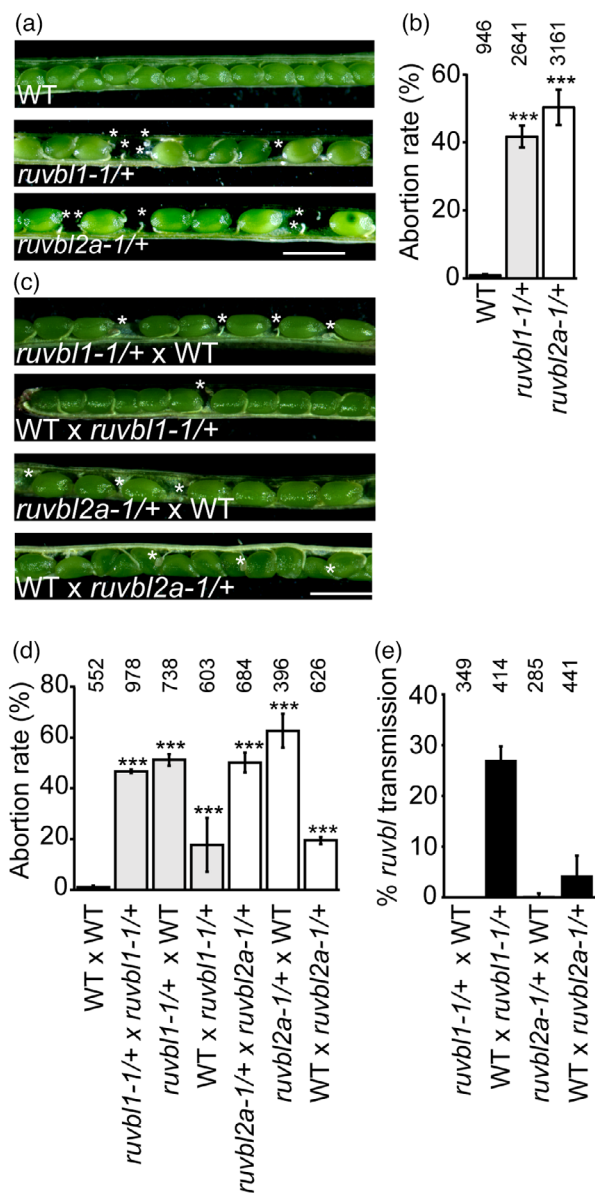 (a)
WT
* * * * *
ruvbl1-1/+
** * * *
ruvbl2a-1/+
(b)
946
2641
3161
Abortion rate (%)
60
40
20
0
***
***
WT
ruvbl1-1/+
ruvbl2a-1/+
(c)
* * * *
ruvbl1-1/+ x WT
*
WT x ruvbl1-1/+
* * *
ruvbl2a-1/+ x WT
* * *
WT x ruvbl2a-1/+
(d)
552
978
738
603
684
396
626
Abortion rate (%)
80
60
40
20
0
***
***
***
***
***
***
WT x WT
ruvbl1-1/+ x ruvbl1-1/+
ruvbl1-1/+ x WT
WT x ruvbl1-1/+
ruvbl2a-1/+ x ruvbl2a-1/+
ruvbl2a-1/+ x WT
WT x ruvbl2a-1/+
(e)
349
414
285
441
% ruvbl transmission
40
30
20
10
0
ruvbl1-1/+ x WT
WT x ruvbl1-1/+
ruvbl2a-1/+ x WT
WT x ruvbl2a-1/+